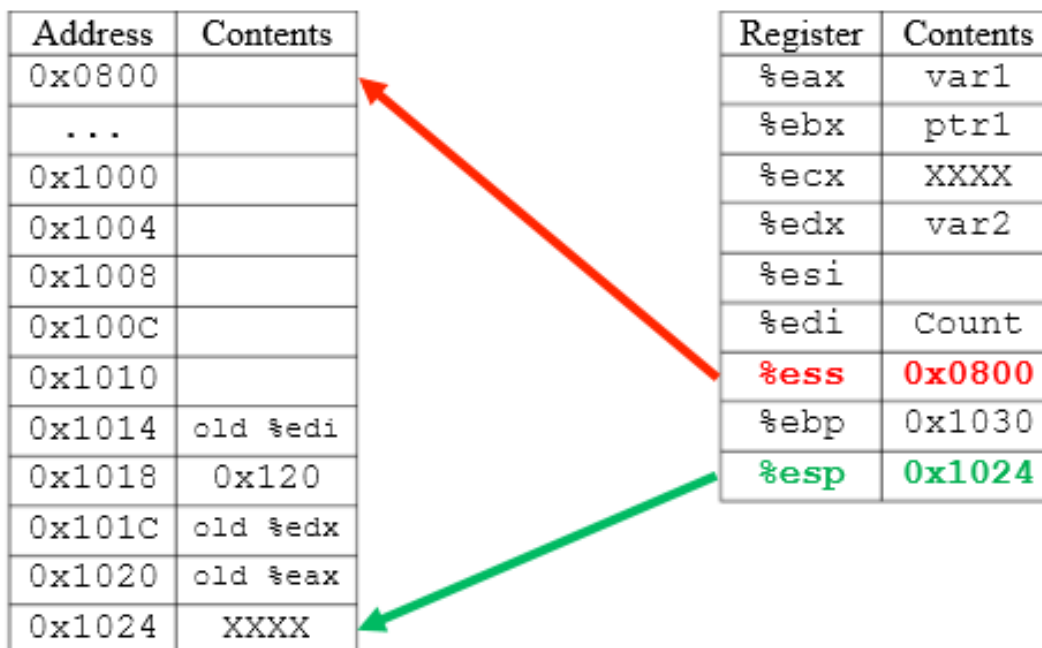 Address Contents
0x0800
...
0x1000
0x1004
0x1008
0x100C
0x1010
0x1014 old %edi
0x1018 0x120
0x101C old %edx
0x1020 old %eax
0x1024 XXXX
Register Contents
%eax var1
%ebx ptr1
%ecx XXXX
%edx var2
%esi
%edi Count
%ess 0x0800
%ebp 0x1030
%esp 0x1024